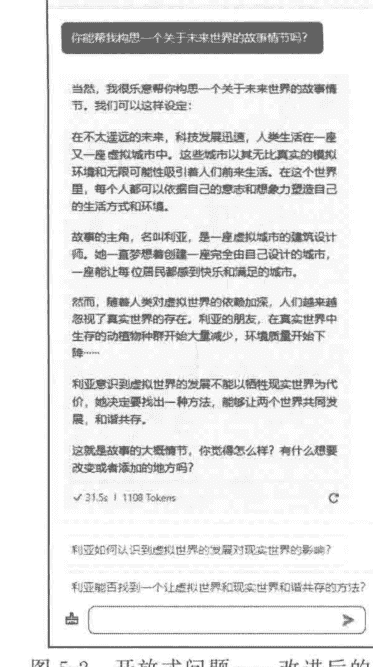 你能帮我构思一个关于未来世界的故事情节吗？
当然，我很乐意帮你构思一个关于未来世界的故事情
节。我们可以这样设定：
在不太遥远的未来，科技发展迅速，人类生活在一座
又一座虚拟城市中。这些城市以其无比真实的模拟
环境和无限可能性吸引着人们前来生活。在这个世界
里，每个人都可以依据自己的意志和想象力塑造自己
的生活方式和环境。
故事的主角，名叫利亚，是一座虚拟城市的建筑设计
师。她一直梦想着创建一座完全由自己设计的城市，
一座能让每位居民都感到快乐和满足的城市。
然而，随着人类对虚拟世界的依赖加深，人们越来越
忽视了真实世界的存在。利亚的朋友，在真实世界中
生存的动植物种群开始大量减少，环境质量开始下
降……
利亚意识到虚拟世界的发展不能以牺牲现实世界为代
价，她决定要找出一种方法，能够让两个世界共同发
展，和谐共存。
这就是故事的大概情节，你觉得怎么样？有什么想要
改变或者添加的地方吗？
✓ 31.5s | 1108 Tokens
利亚如何认识到虚拟世界的发展对现实世界的影响？
利亚能否找到一个让虚拟世界和现实世界和谐共存的方法？